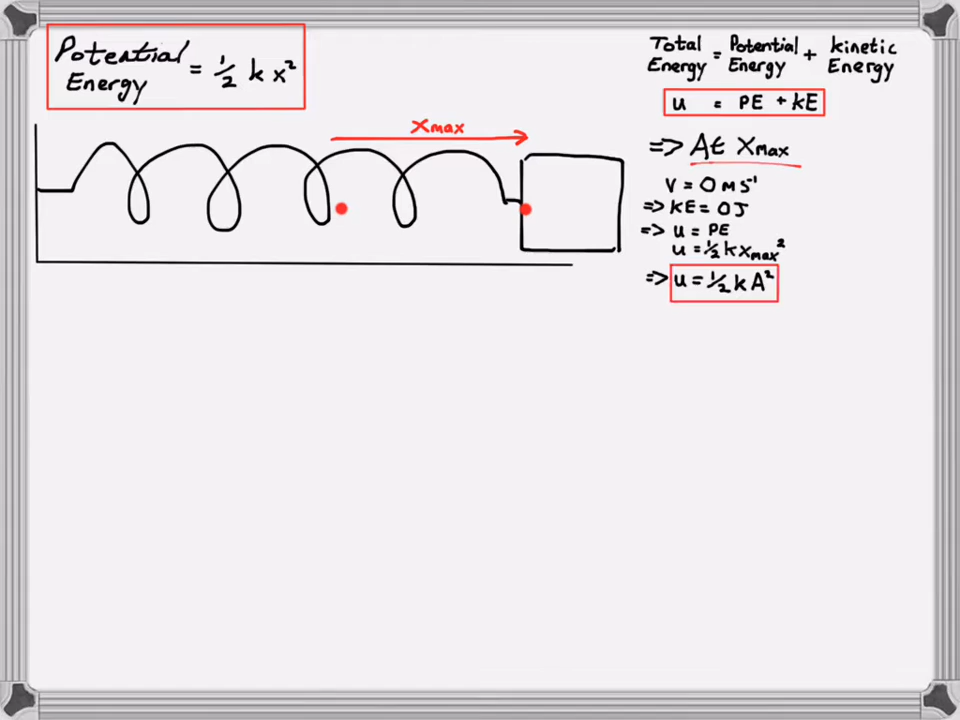 Potential
Energy = 1/2 k x²
Xmax
Total Energy = Potential Energy + kinetic Energy
u = PE + kE
=> At Xmax
V = 0 ms⁻¹
=> kE = 0J
=> u = PE
u = 1/2 k xmax²
=> u = 1/2 k A²